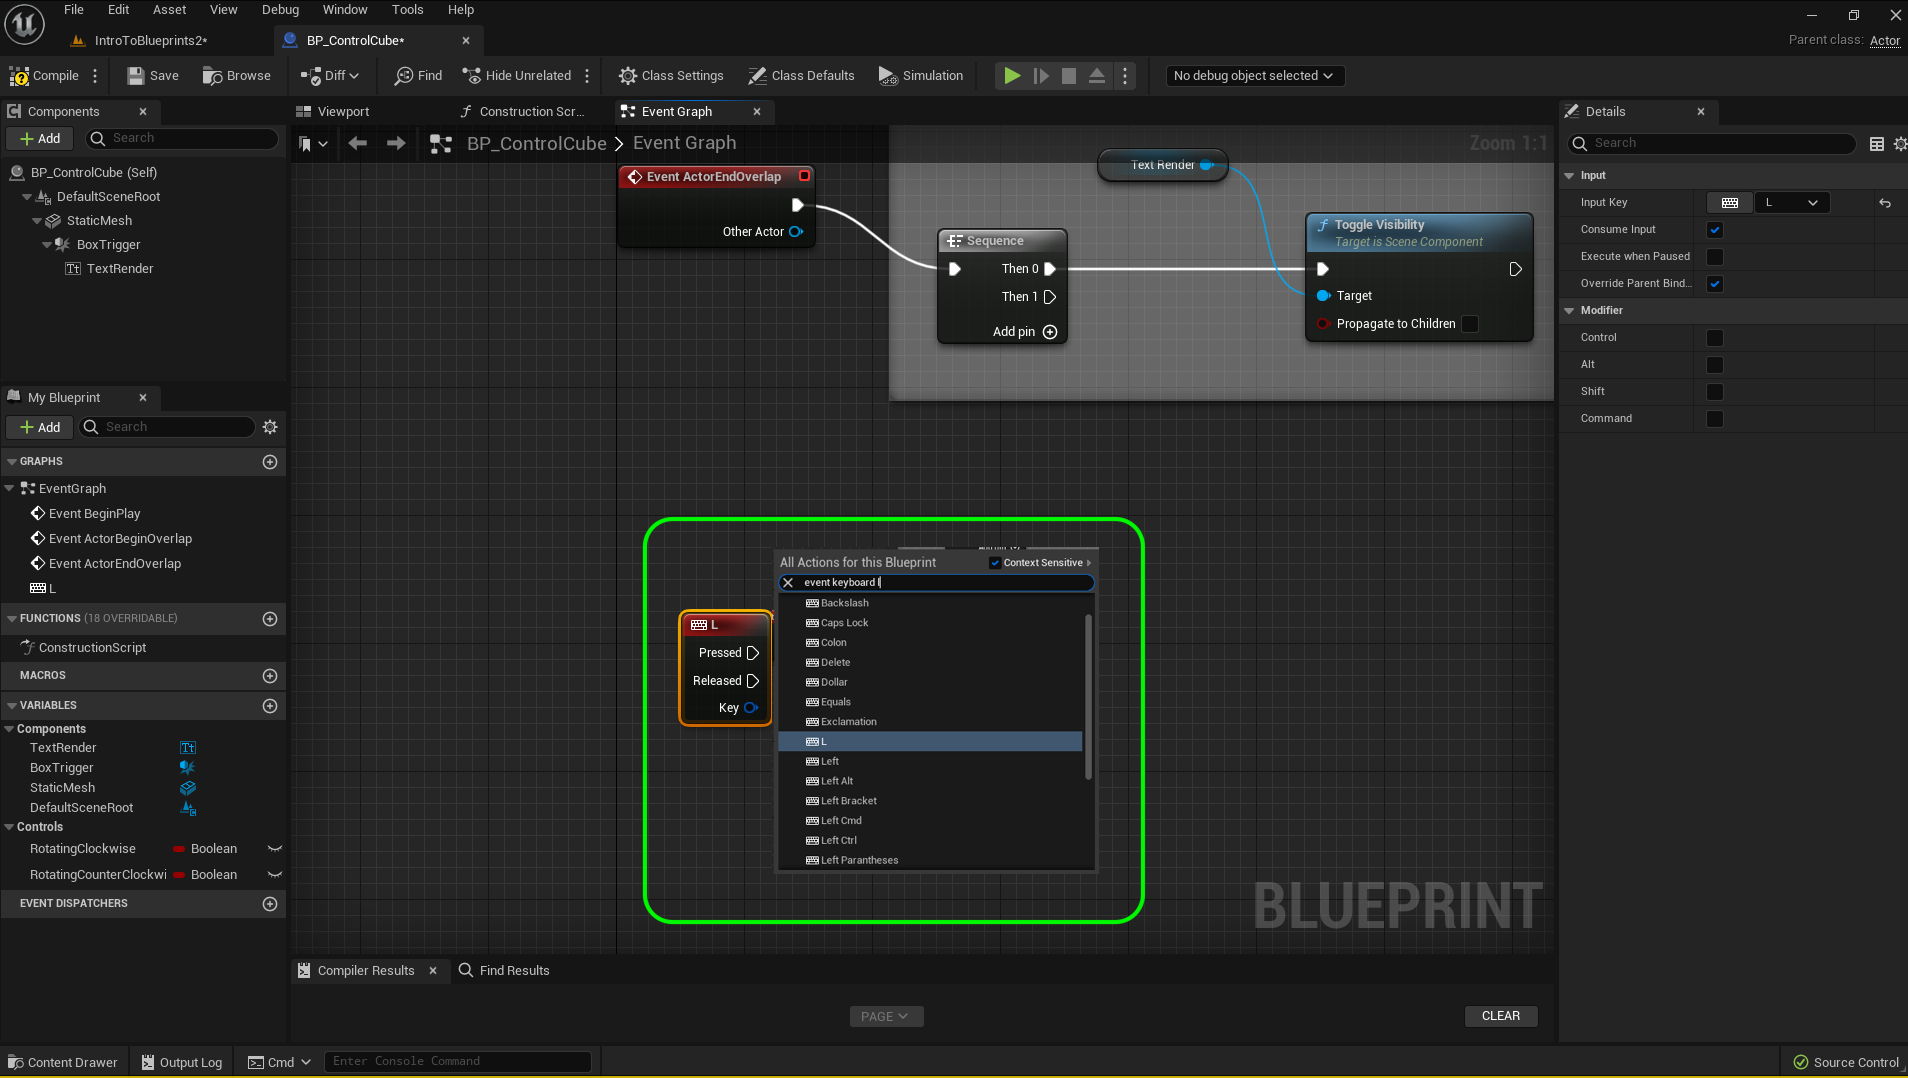 File Edit Asset View Debug Window Tools Help
IntroToBlueprints2*
BP_ControlCube*
Parent class: Actor
Compile
Save
Browse
Diff
Find
Hide Unrelated
Class Settings
Class Defaults
Simulation
No debug object selected
Components
Add
Search
BP_ControlCube (Self)
DefaultSceneRoot
StaticMesh
BoxTrigger
Tt TextRender
My Blueprint
Add
Search
GRAPHS
EventGraph
Event BeginPlay
Event ActorBeginOverlap
Event ActorEndOverlap
L
FUNCTIONS (18 OVERRIDABLE)
ConstructionScript
MACROS
VARIABLES
Components
TextRender Tt
BoxTrigger
StaticMesh
DefaultSceneRoot
Controls
RotatingClockwise Boolean
RotatingCounterClockwi Boolean
EVENT DISPATCHERS
Viewport
Construction Scr...
Event Graph
BP_ControlCube > Event Graph
Zoom 1:1
Event ActorEndOverlap
Other Actor
Sequence
Then 0
Then 1
Add pin
Text Render
Toggle Visibility
Target is Scene Component
Target
Propagate to Children
L
Pressed
Released
Key
All Actions for this Blueprint
Context Sensitive
event keyboard l
Backslash
Caps Lock
Colon
Delete
Dollar
Equals
Exclamation
L
Left
Left Alt
Left Bracket
Left Cmd
Left Ctrl
Left Parantheses
BLUEPRINT
Compiler Results
Find Results
PAGE
CLEAR
Details
Search
Input
Input Key L
Consume Input
Execute when Paused
Override Parent Bind...
Modifier
Control
Alt
Shift
Command
Content Drawer
Output Log
Cmd
Enter Console Command
Source Control